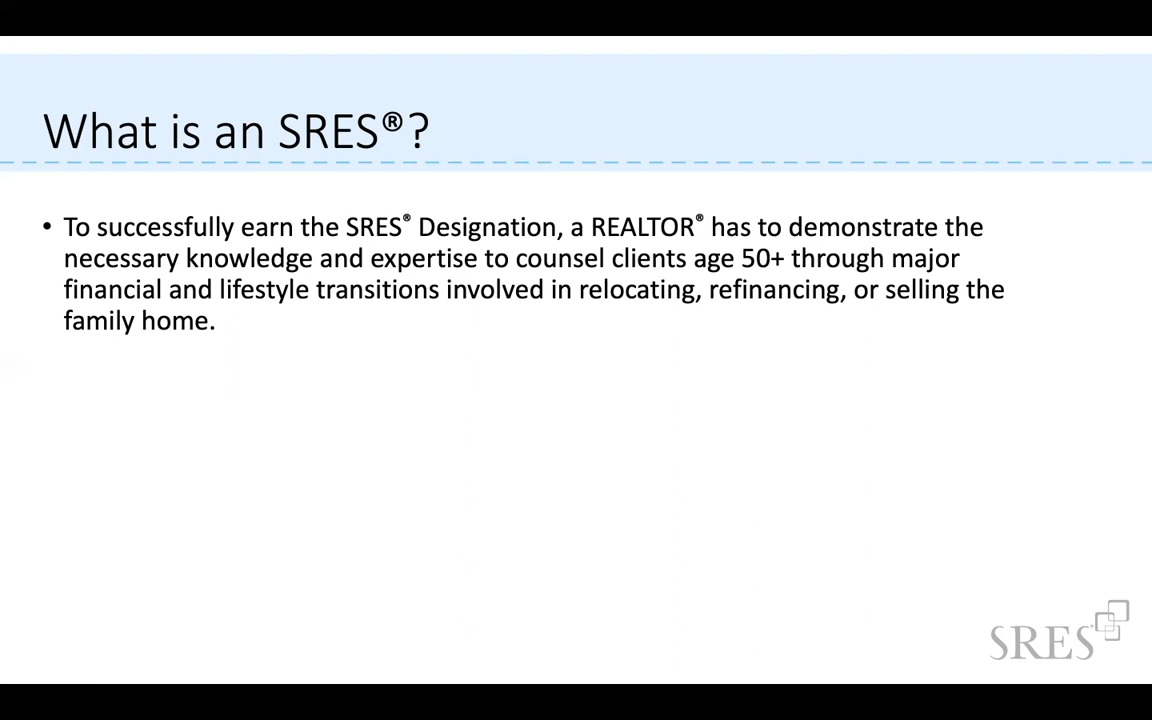 What is an SRES®?
• To successfully earn the SRES® Designation, a REALTOR® has to demonstrate the
necessary knowledge and expertise to counsel clients age 50+ through major
financial and lifestyle transitions involved in relocating, refinancing, or selling the
family home.
SRES